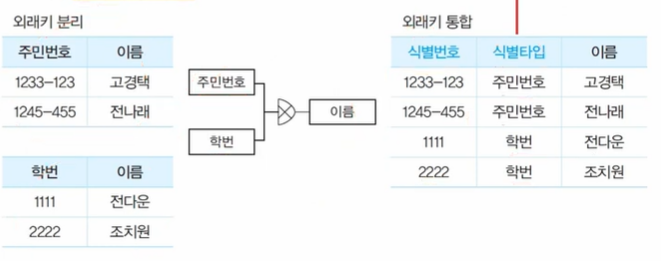 외래키 분리
주민번호 이름
1233-123 고경택
1245-455 전나래
학번 이름
1111 전다운
2222 조치원
주민번호
학번
이름
외래키 통합
식별번호 식별타입 이름
1233-123 주민번호 고경택
1245-455 주민번호 전나래
1111 학번 전다운
2222 학번 조치원